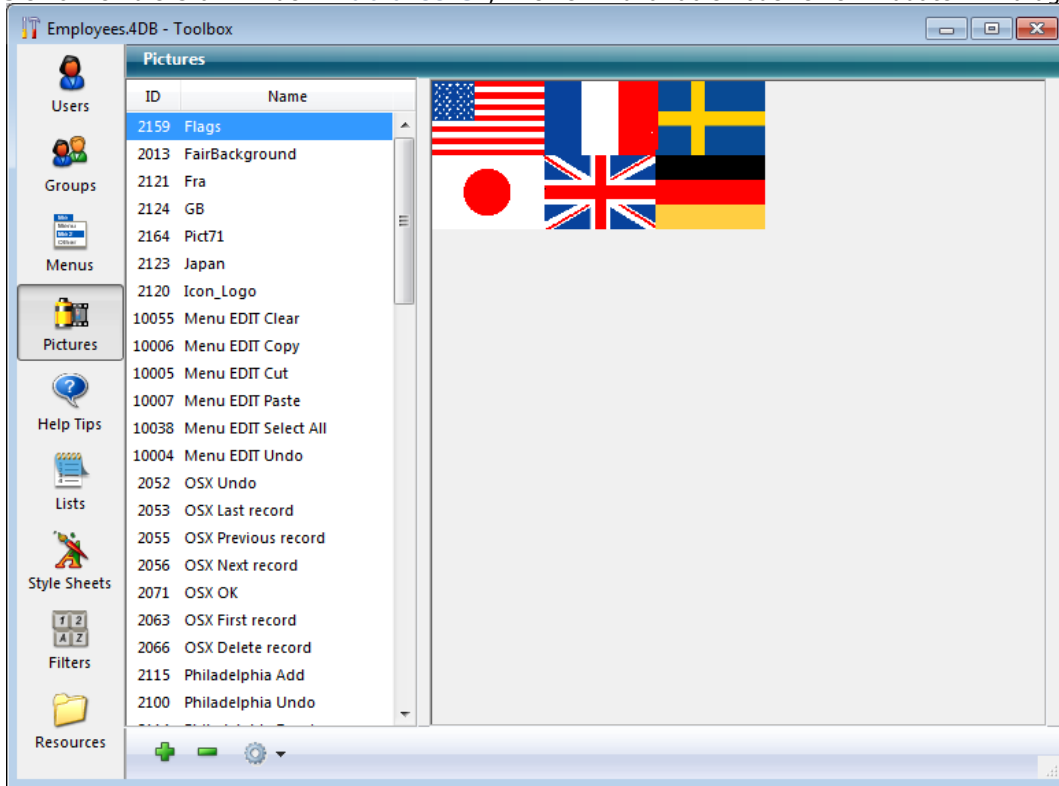 Employees.4DB - Toolbox
Users
Groups
Menus
Pictures
Help Tips
Lists
Style Sheets
Filters
Resources
Pictures
ID Name
2159 Flags
2013 FairBackground
2121 Fra
2124 GB
2164 Pict71
2123 Japan
2120 Icon_Logo
10055 Menu EDIT Clear
10006 Menu EDIT Copy
10005 Menu EDIT Cut
10007 Menu EDIT Paste
10038 Menu EDIT Select All
10004 Menu EDIT Undo
2052 OSX Undo
2053 OSX Last record
2055 OSX Previous record
2056 OSX Next record
2071 OSX OK
2063 OSX First record
2066 OSX Delete record
2115 Philadelphia Add
2100 Philadelphia Undo